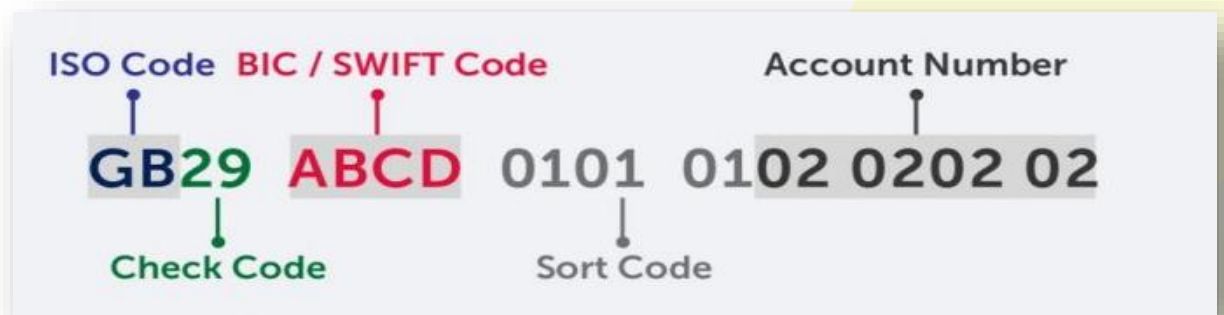 ISO Code BIC / SWIFT Code Account Number
GB29 ABCD 0101 0102 0202 02
Check Code Sort Code